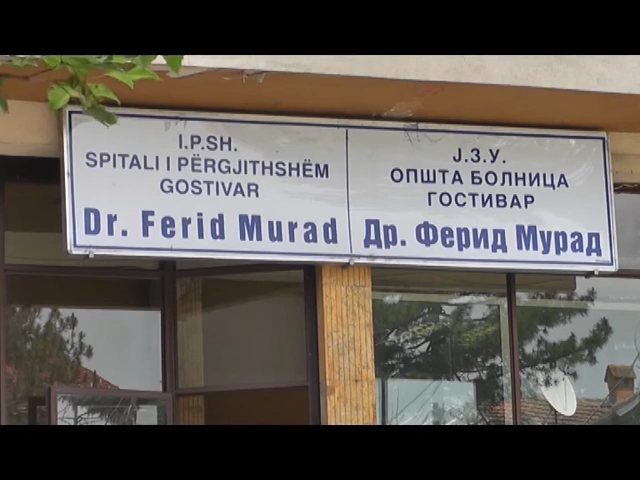 I.P.SH.
SPITALI I PËRGJITHSHËM
GOSTIVAR
Dr. Ferid Murad
Ј.З.У.
ОПШТА БОЛНИЦА
ГОСТИВАР
Др. Ферид Мурад